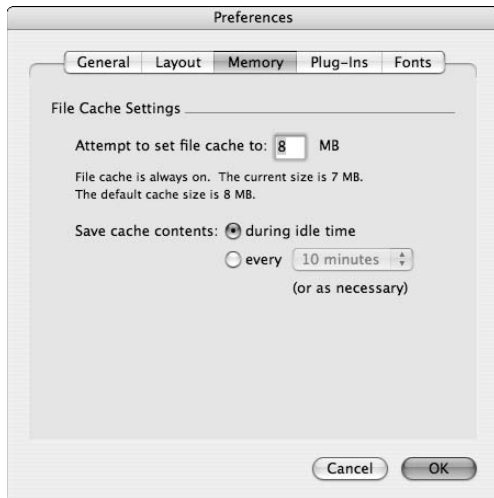 Preferences
General Layout Memory Plug-Ins Fonts
File Cache Settings
Attempt to set file cache to: 8 MB
File cache is always on. The current size is 7 MB.
The default cache size is 8 MB.
Save cache contents: during idle time
every 10 minutes
(or as necessary)
Cancel OK